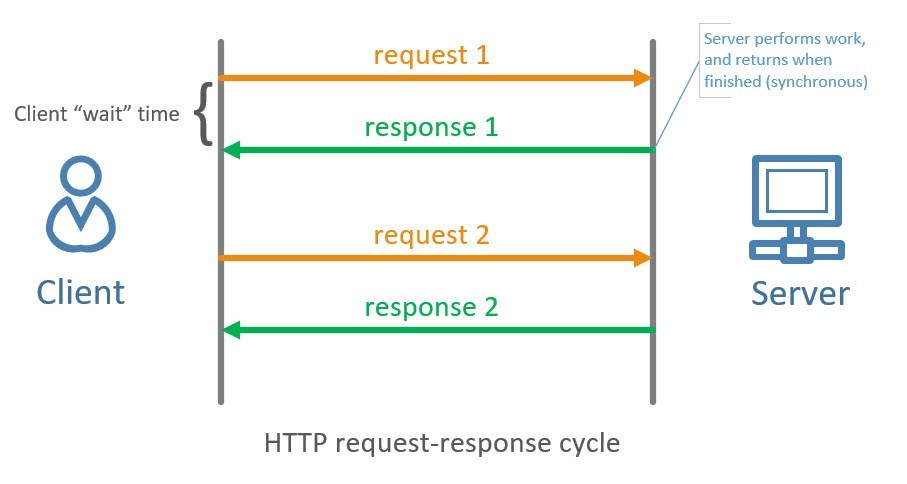 request 1
Server performs work,
and returns when
finished (synchronous)
Client “wait” time
response 1
request 2
Client
Server
response 2
HTTP request-response cycle